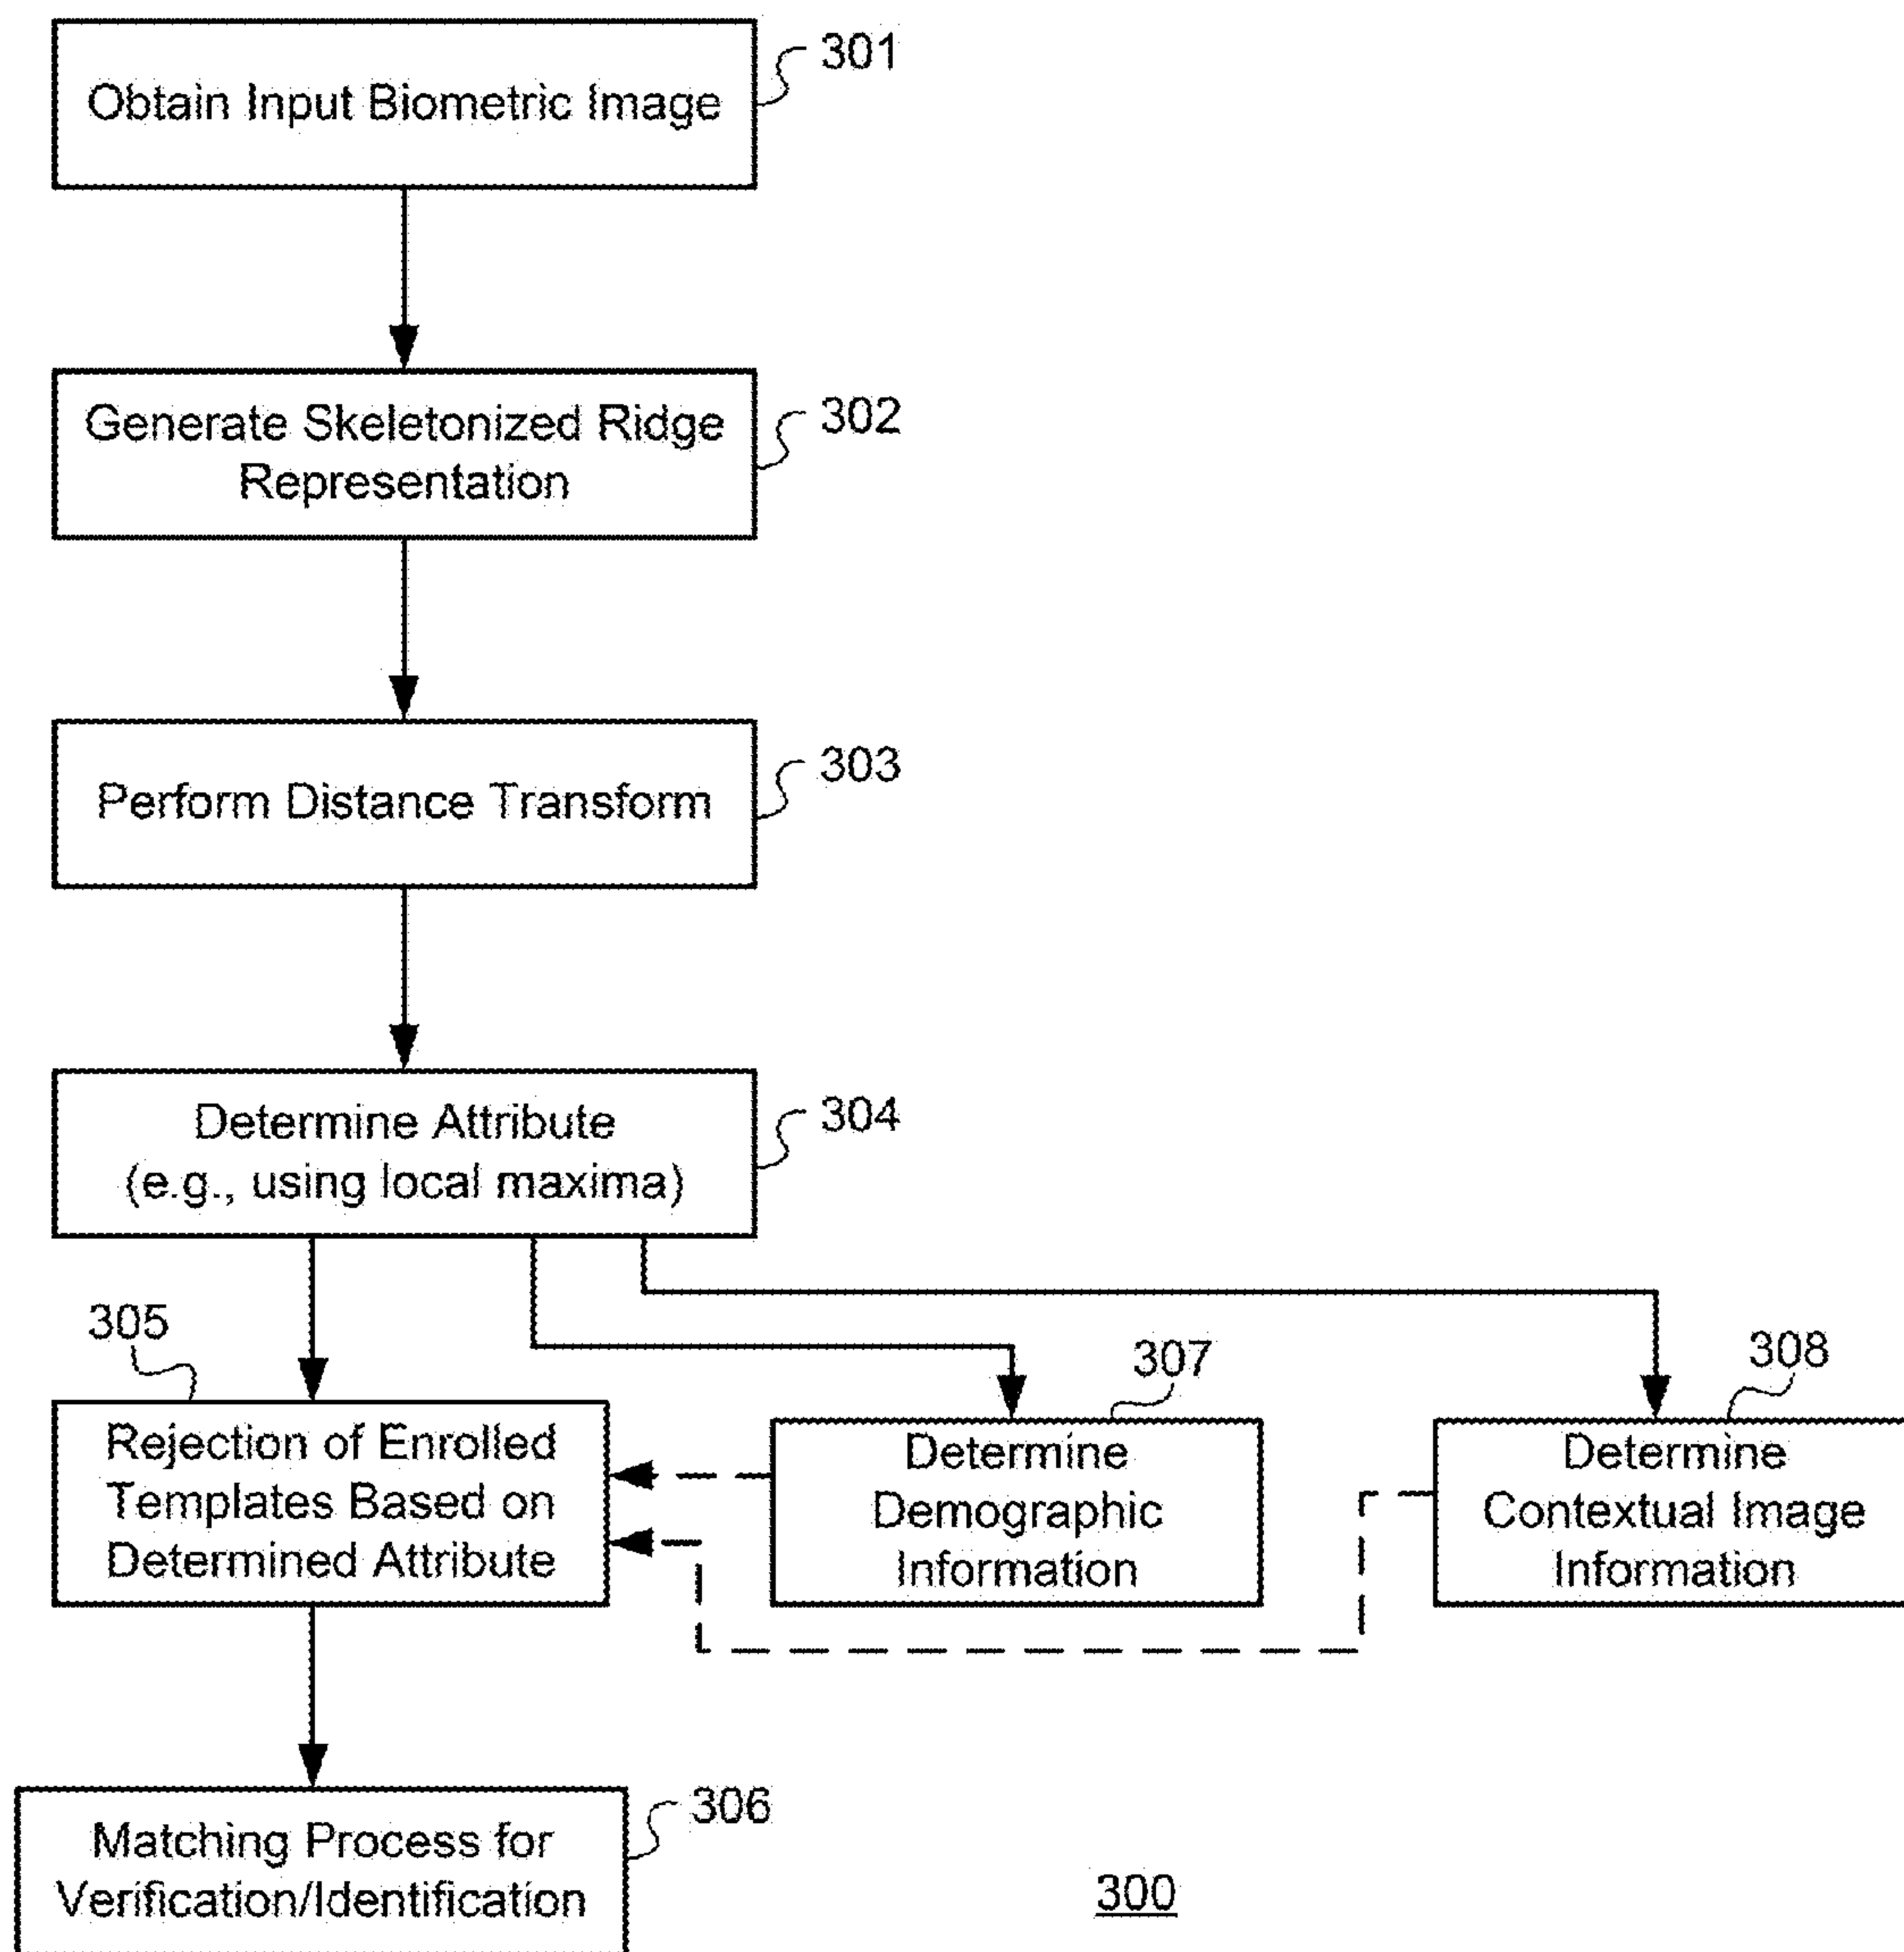 Obtain Input Biometric Image
301
Generate Skeletonized Ridge
Representation
302
Perform Distance Transform
303
Determine Attribute
(e.g., using local maxima)
304
305
Rejection of Enrolled
Templates Based on
Determined Attribute
307
Determine
Demographic
Information
308
Determine
Contextual Image
Information
Matching Process for
Verification/Identification
306
300